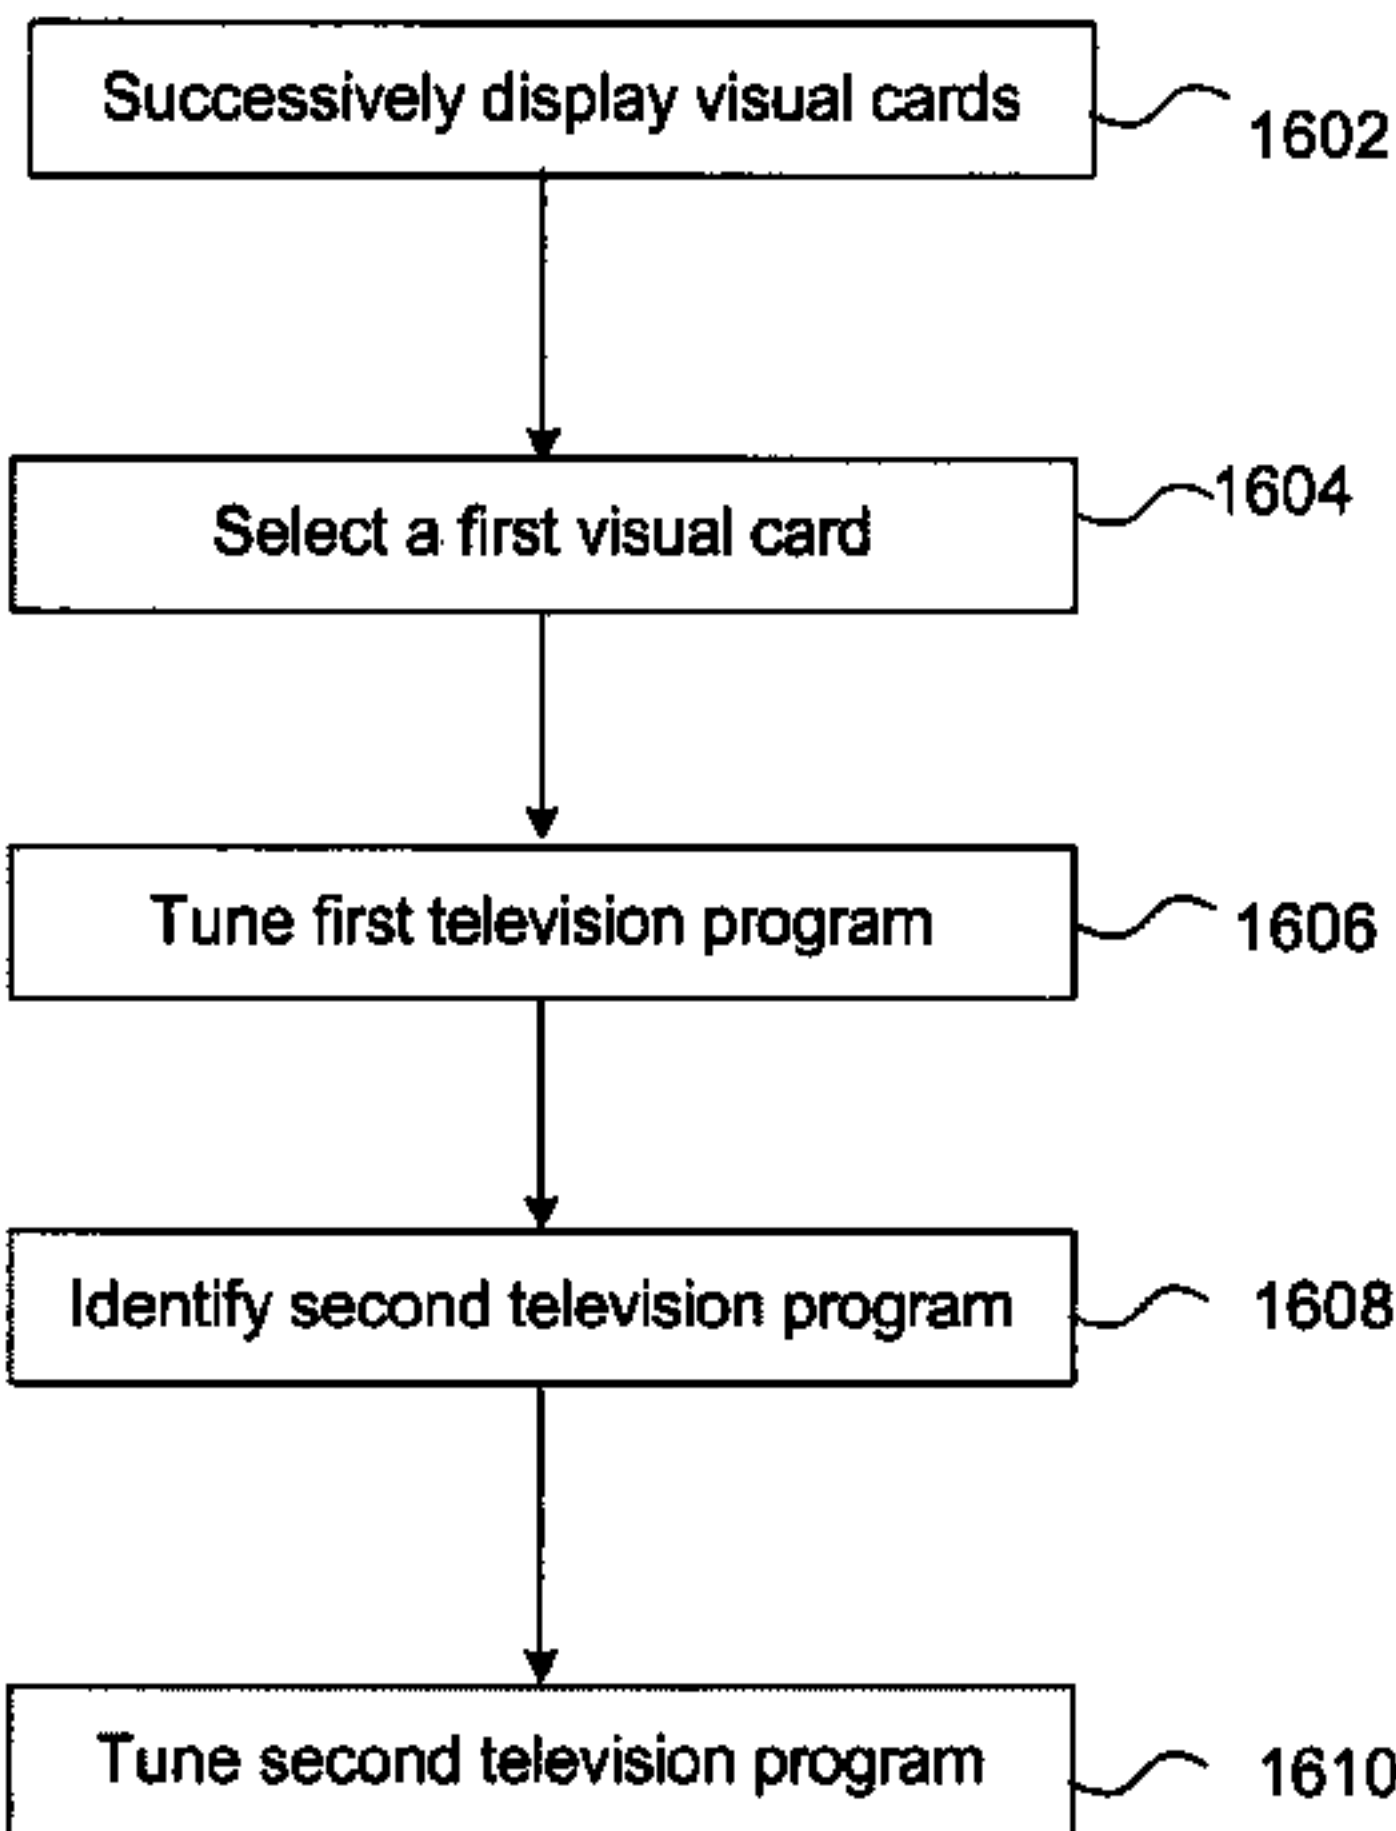 Successively display visual cards
1602
Select a first visual card
1604
Tune first television program
1606
Identify second television program
1608
Tune second television program
1610